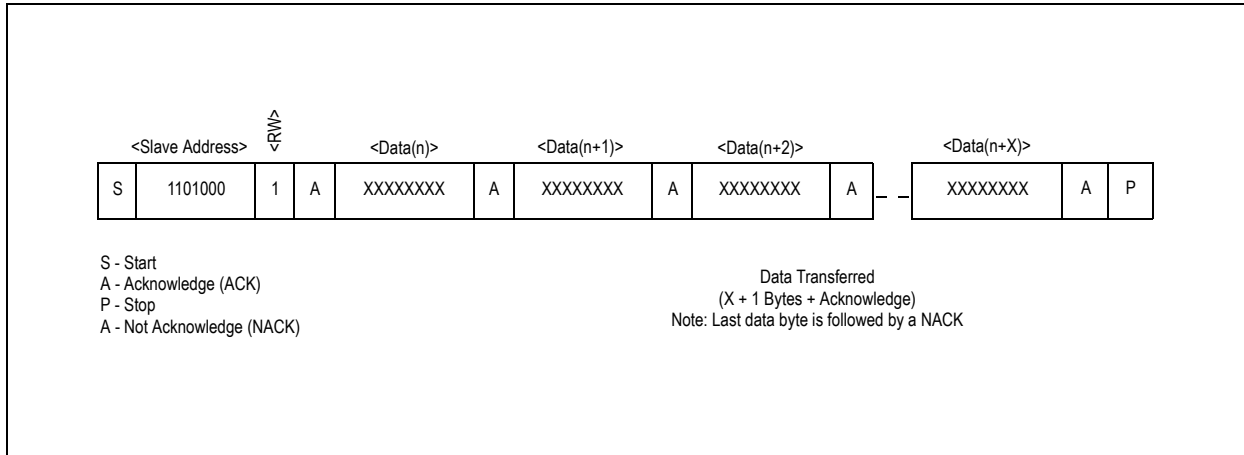 <Slave Address> <RW> <Data(n)> <Data(n+1)> <Data(n+2)> <Data(n+X)>
S 1101000 1 A XXXXXXXX A XXXXXXXX A XXXXXXXX A XXXXXXXX A P
S - Start
A - Acknowledge (ACK)
P - Stop
A - Not Acknowledge (NACK)
Data Transferred
(X + 1 Bytes + Acknowledge)
Note: Last data byte is followed by a NACK